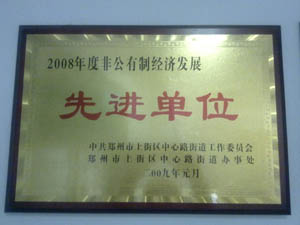 2008年度非公有制经济发展
先进单位
中共郑州市上街区中心路街道工作委员会
郑州市上街区中心路街道办事处
二00九年元月